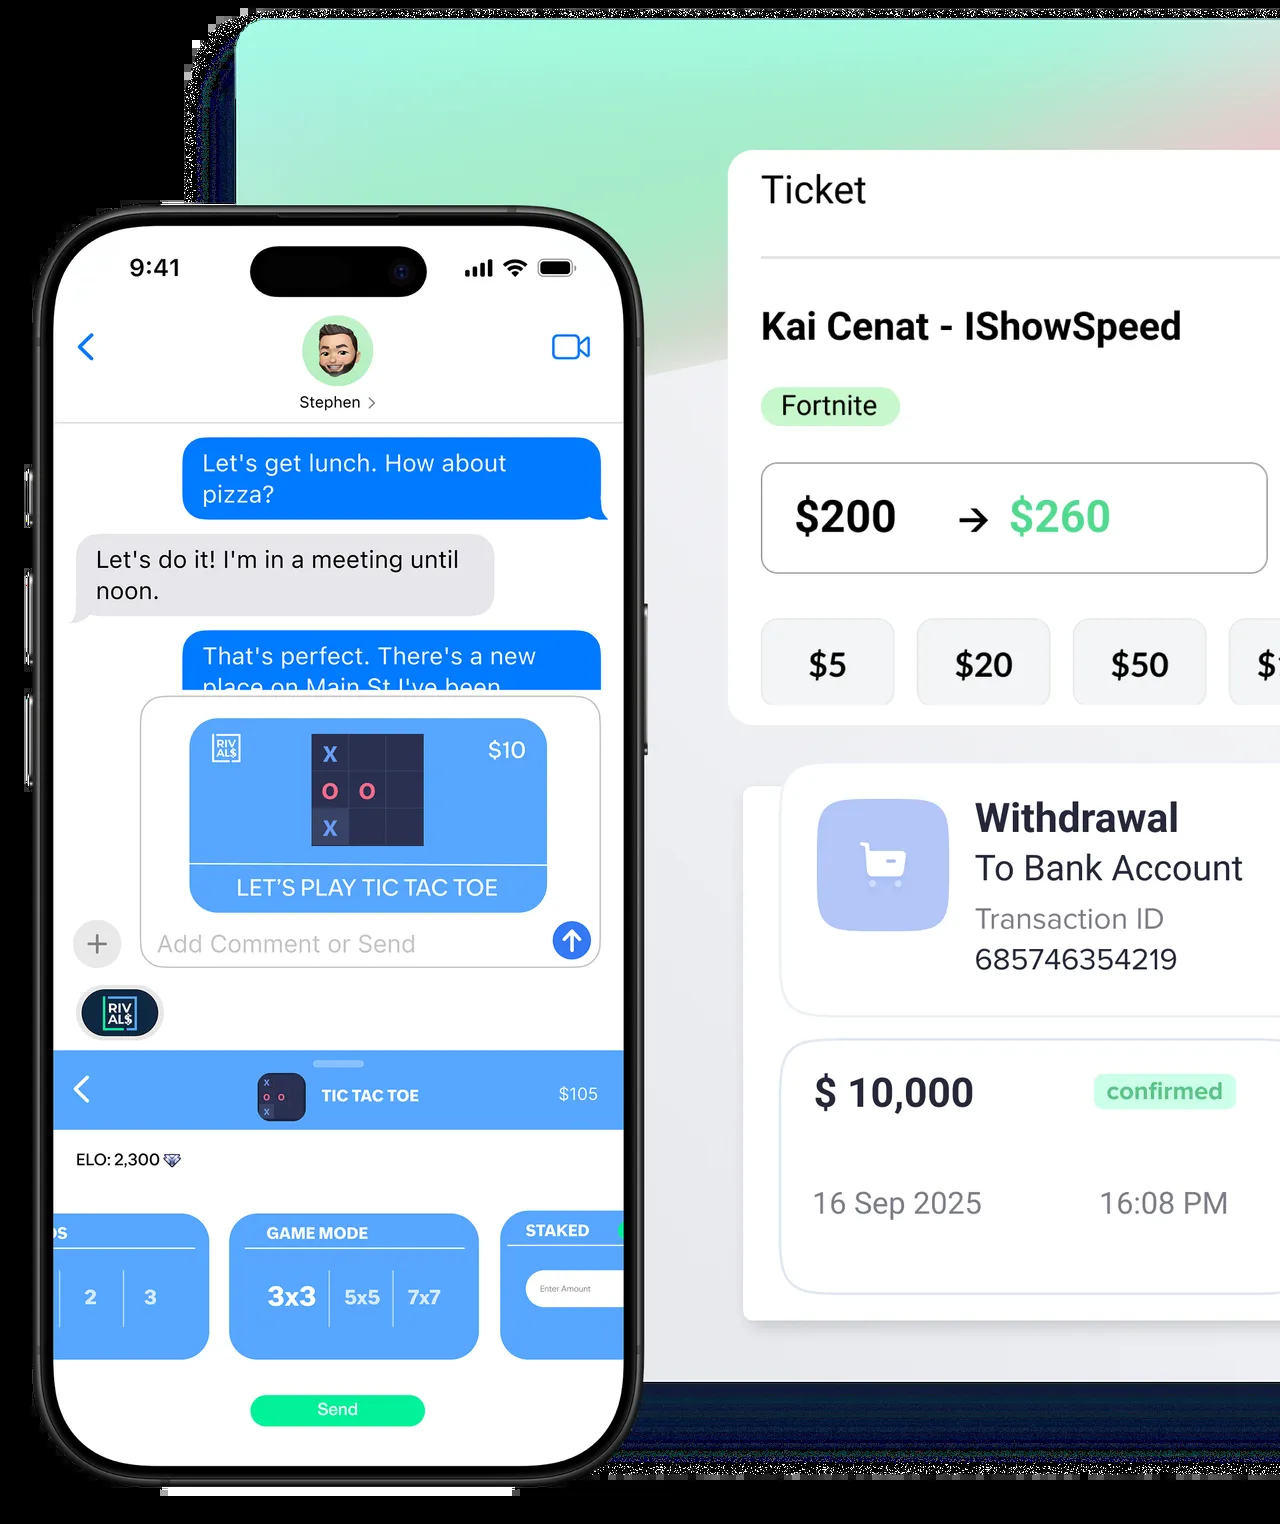 Ticket
Kai Cenat - IShowSpeed
Fortnite
$200 → $260
$5 $20 $50
Withdrawal
To Bank Account
Transaction ID
685746354219
$ 10,000 confirmed
16 Sep 2025 16:08 PM
9:41
Stephen >
Let's get lunch. How about
pizza?
Let's do it! I'm in a meeting until
noon.
That's perfect. There's a new
place on Main St I've been
RIV
AL$
$10
X
O O
X
LET'S PLAY TIC TAC TOE
Add Comment or Send
RIV
AL$
X
O O
X
TIC TAC TOE
$105
ELO: 2,300
2 3
GAME MODE
3x3 5x5 7x7
STAKED
Enter Amount
Send